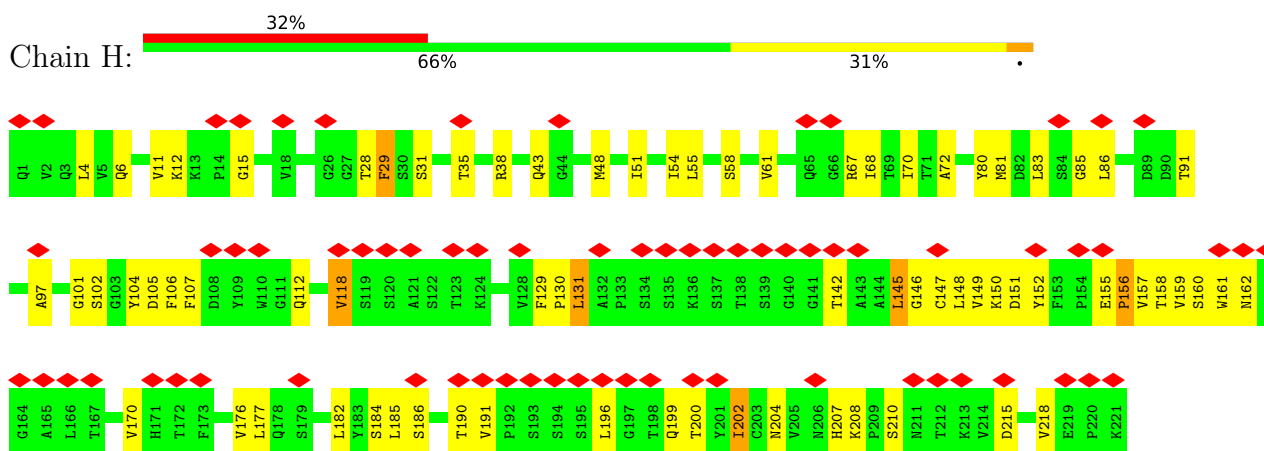 32%
Chain H:
66% 31% •
Q1 V2 Q3 L4 V5 Q6 V11 K12 K13 P14 G15 V18 G26 G27 T28 F29 S30 S31 T35 R38 Q43 G44 M48 I51 I54 L55 S58 V61 Q65 G66 R67 I68 T69 I70 T71 A72 Y80 M81 D82 L83 S84 G85 L86 D89 D90 T91
A97 G101 S102 G103 Y104 D105 F106 F107 D108 Y109 W110 G111 Q112 V118 S119 S120 A121 S122 T123 K124 V128 F129 P130 L131 A132 P133 S134 S135 K136 S137 T138 S139 G140 G141 T142 A143 A144 L145 G146 C147 L148 V149 K150 D151 Y152 F153 P154 E155 P156 V157 T158 V159 S160 W161 N162
G164 A165 L166 T167 V170 H171 T172 F173 V176 L177 Q178 S179 L182 Y183 S184 L185 S186 T190 V191 P192 S193 S194 S195 L196 G197 T198 Q199 T200 Y201 I202 C203 N204 V205 N206 H207 K208 P209 S210 N211 T212 K213 V214 D215 V218 E219 P220 K221